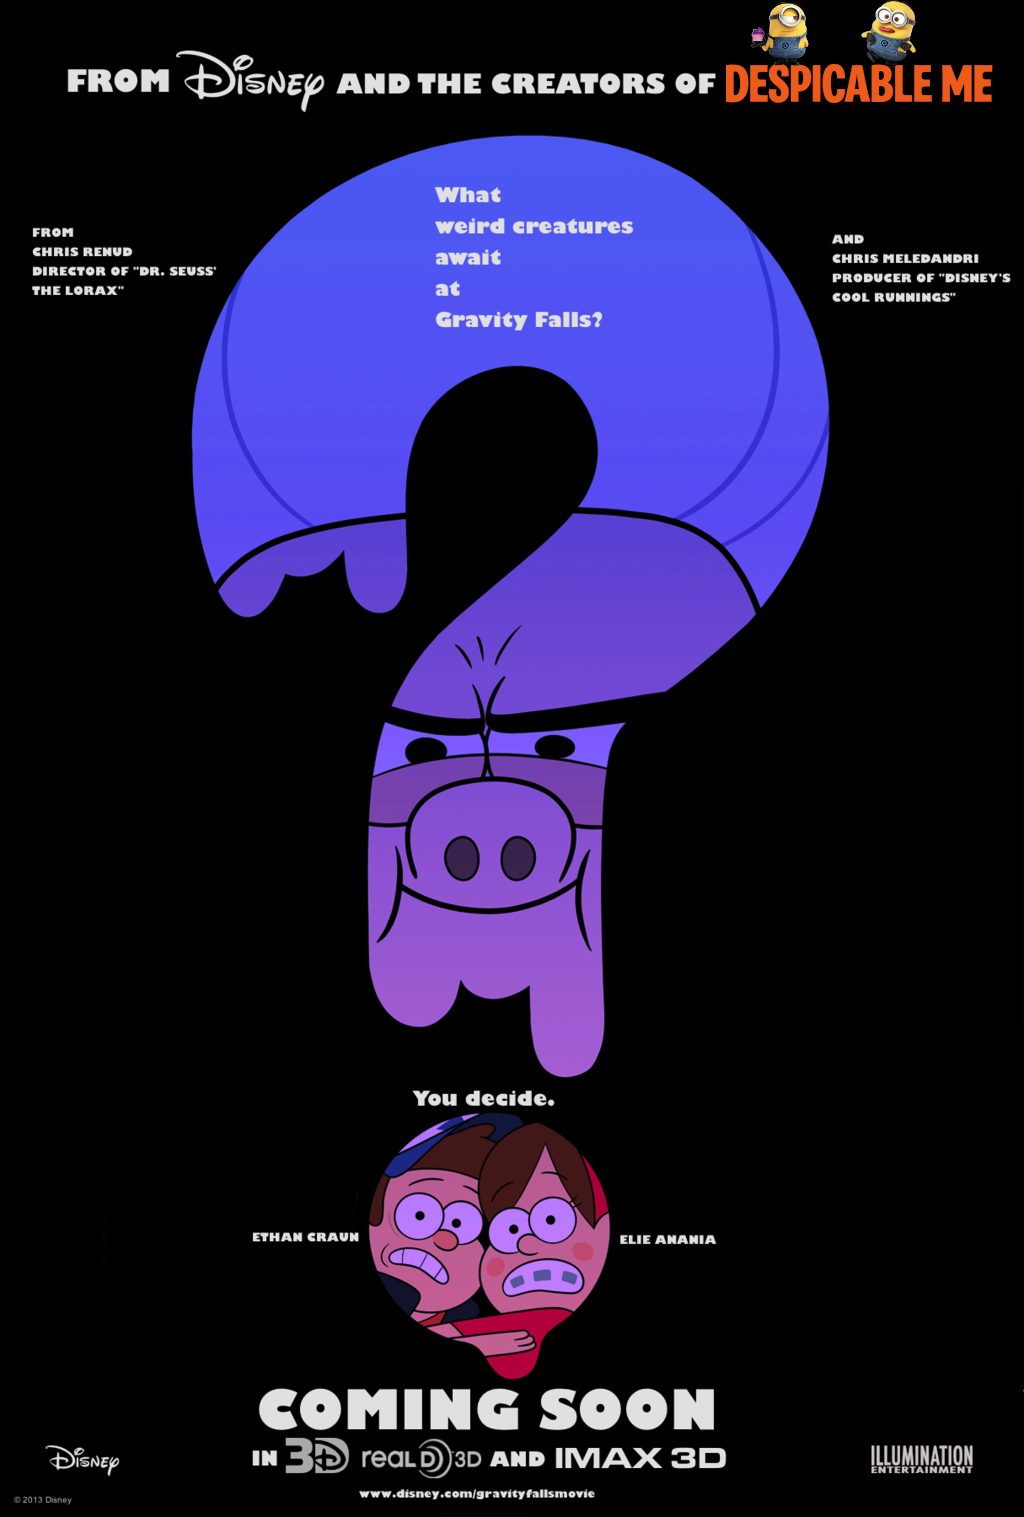 FROM DISNEY AND THE CREATORS OF DESPICABLE ME
What
weird creatures
await
at
Gravity Falls?
FROM
CHRIS RENUD
DIRECTOR OF "DR. SEUSS'
THE LORAX"
AND
CHRIS MELEDANDRI
PRODUCER OF "DISNEY'S
COOL RUNNINGS"
You decide.
ETHAN CRAUN
ELIE ANANIA
COMING SOON
IN 3D REAL D 3D AND IMAX 3D
www.disney.com/gravityfallsmovie
DISNEY
© 2013 Disney
ILLUMINATION
ENTERTAINMENT